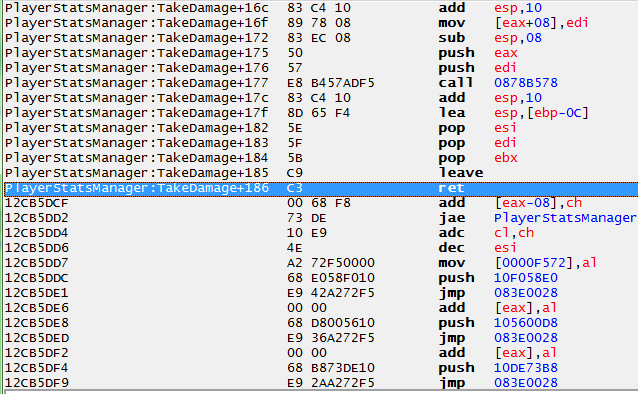 PlayerStatsManager:TakeDamage+16c 83 C4 10 add esp,10
PlayerStatsManager:TakeDamage+16f 89 78 08 mov [eax+08],edi
PlayerStatsManager:TakeDamage+172 83 EC 08 sub esp,08
PlayerStatsManager:TakeDamage+175 50 push eax
PlayerStatsManager:TakeDamage+176 57 push edi
PlayerStatsManager:TakeDamage+177 E8 B457ADF5 call 0878B578
PlayerStatsManager:TakeDamage+17c 83 C4 10 add esp,10
PlayerStatsManager:TakeDamage+17f 8D 65 F4 lea esp,[ebp-0C]
PlayerStatsManager:TakeDamage+182 5E pop esi
PlayerStatsManager:TakeDamage+183 5F pop edi
PlayerStatsManager:TakeDamage+184 5B pop ebx
PlayerStatsManager:TakeDamage+185 C9 leave
PlayerStatsManager:TakeDamage+186 C3 ret
12CB5DCF 00 68 F8 add [eax-08],ch
12CB5DD2 73 DE jae PlayerStatsManager
12CB5DD4 10 E9 adc cl,ch
12CB5DD6 4E dec esi
12CB5DD7 A2 72F50000 mov [0000F572],al
12CB5DDC 68 E058F010 push 10F058E0
12CB5DE1 E9 42A272F5 jmp 083E0028
12CB5DE6 00 00 add [eax],al
12CB5DE8 68 D8005610 push 105600D8
12CB5DED E9 36A272F5 jmp 083E0028
12CB5DF2 00 00 add [eax],al
12CB5DF4 68 B873DE10 push 10DE73B8
12CB5DF9 E9 2AA272F5 jmp 083E0028